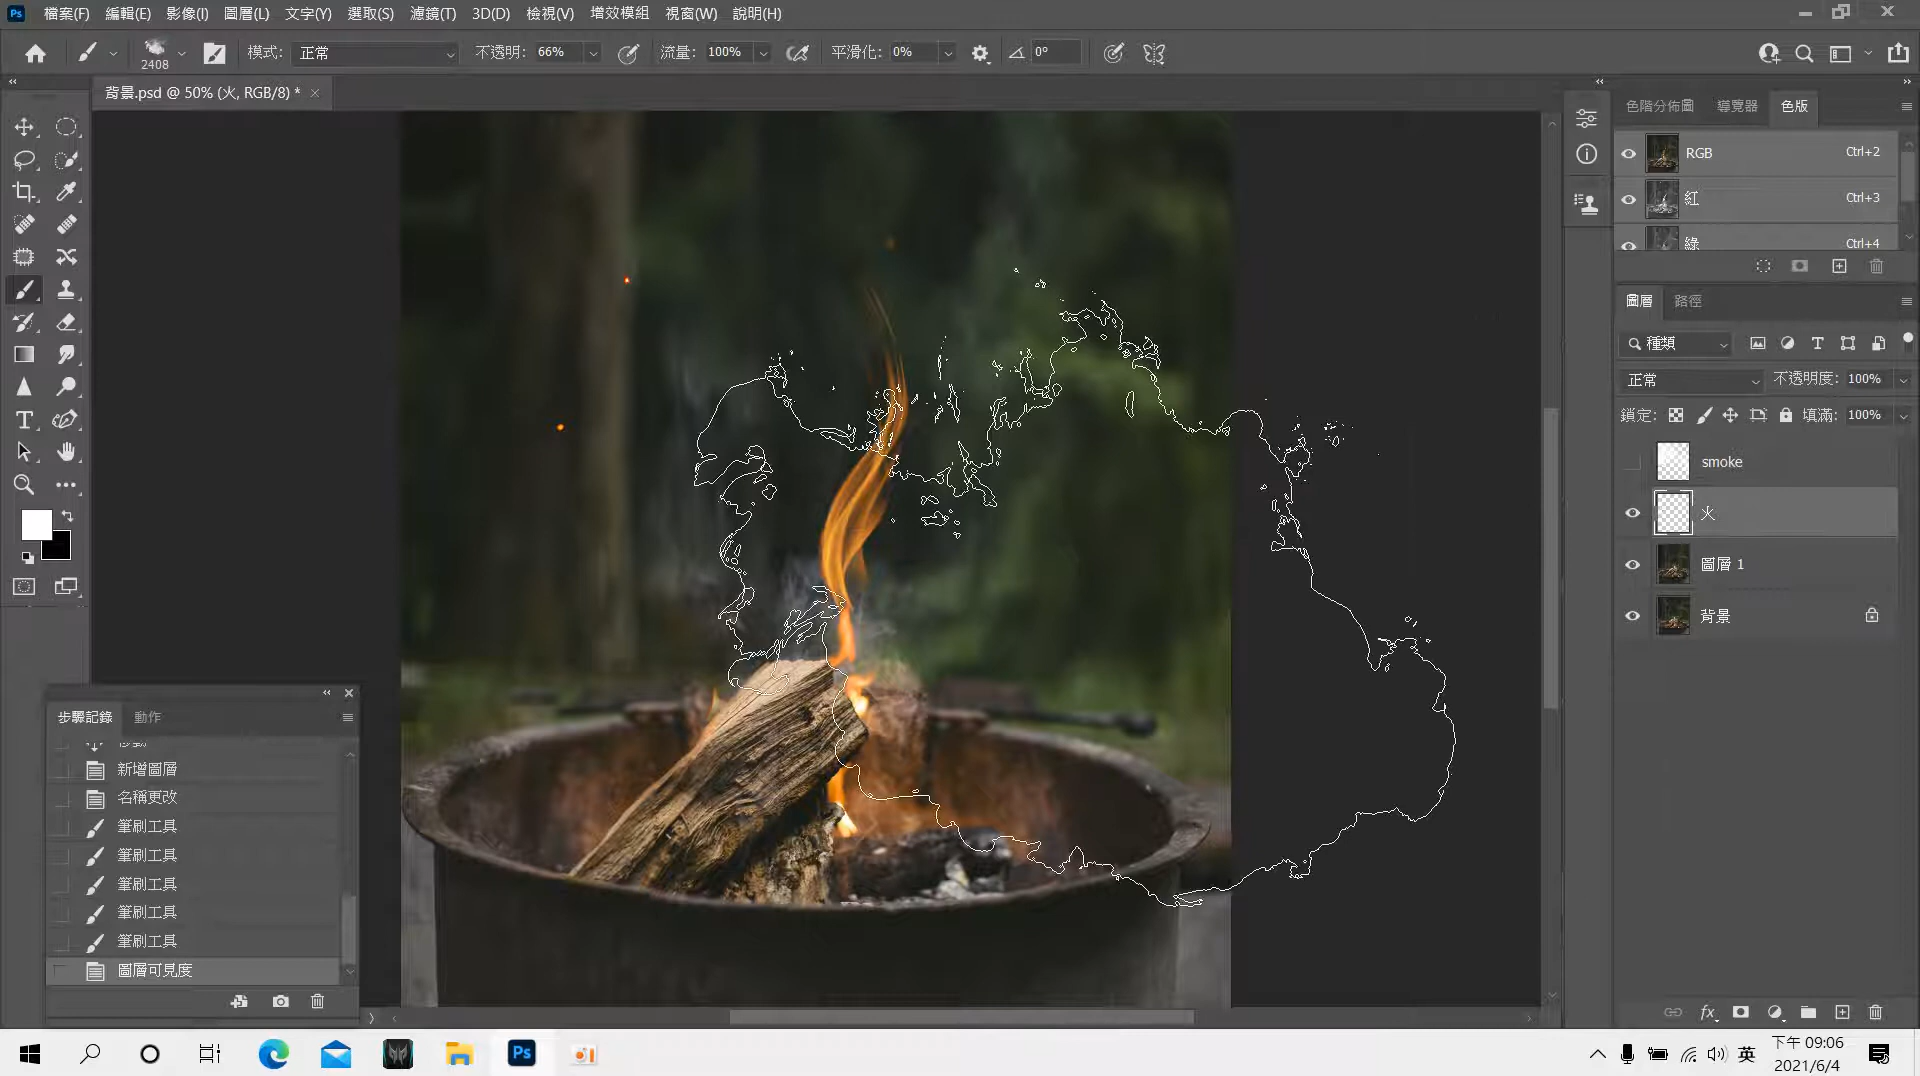 Ps 檔案(F) 編輯(E) 影像(I) 圖層(L) 文字(Y) 選取(S) 濾鏡(T) 3D(D) 檢視(V) 增效模組 視窗(W) 說明(H)
2408 模式: 正常 不透明: 66% 流量: 100% 平滑化: 0% 0°
背景.psd @ 50% (火, RGB/8) *
色階分佈圖 導覽器 色版
RGB Ctrl+2
紅 Ctrl+3
綠 Ctrl+4
圖層 路徑
種類
正常 不透明度: 100%
鎖定: 填滿: 100%
smoke
火
圖層 1
背景
步驟記錄 動作
移動
新增圖層
名稱更改
筆刷工具
筆刷工具
筆刷工具
筆刷工具
筆刷工具
圖層可見度
fx
Ps
英
下午 09:06
2021/6/4